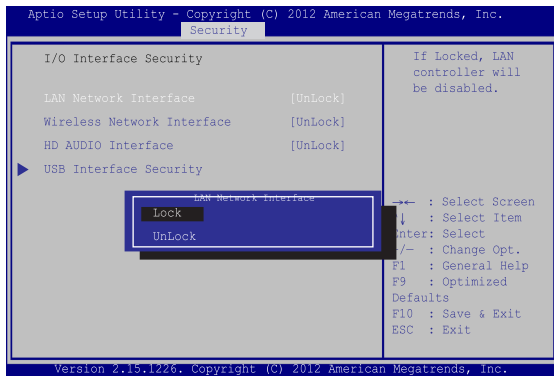 Aptio Setup Utility - Copyright (C) 2012 American Megatrends, Inc.
Security
I/O Interface Security
LAN Network Interface [UnLock]
Wireless Network Interface [UnLock]
HD AUDIO Interface [UnLock]
USB Interface Security
LAN Network Interface
Lock
UnLock
If Locked, LAN
controller will
be disabled.
→← : Select Screen
↓ : Select Item
nter: Select
/— : Change Opt.
F1 : General Help
F9 : Optimized
Defaults
F10 : Save & Exit
ESC : Exit
Version 2.15.1226. Copyright (C) 2012 American Megatrends, Inc.